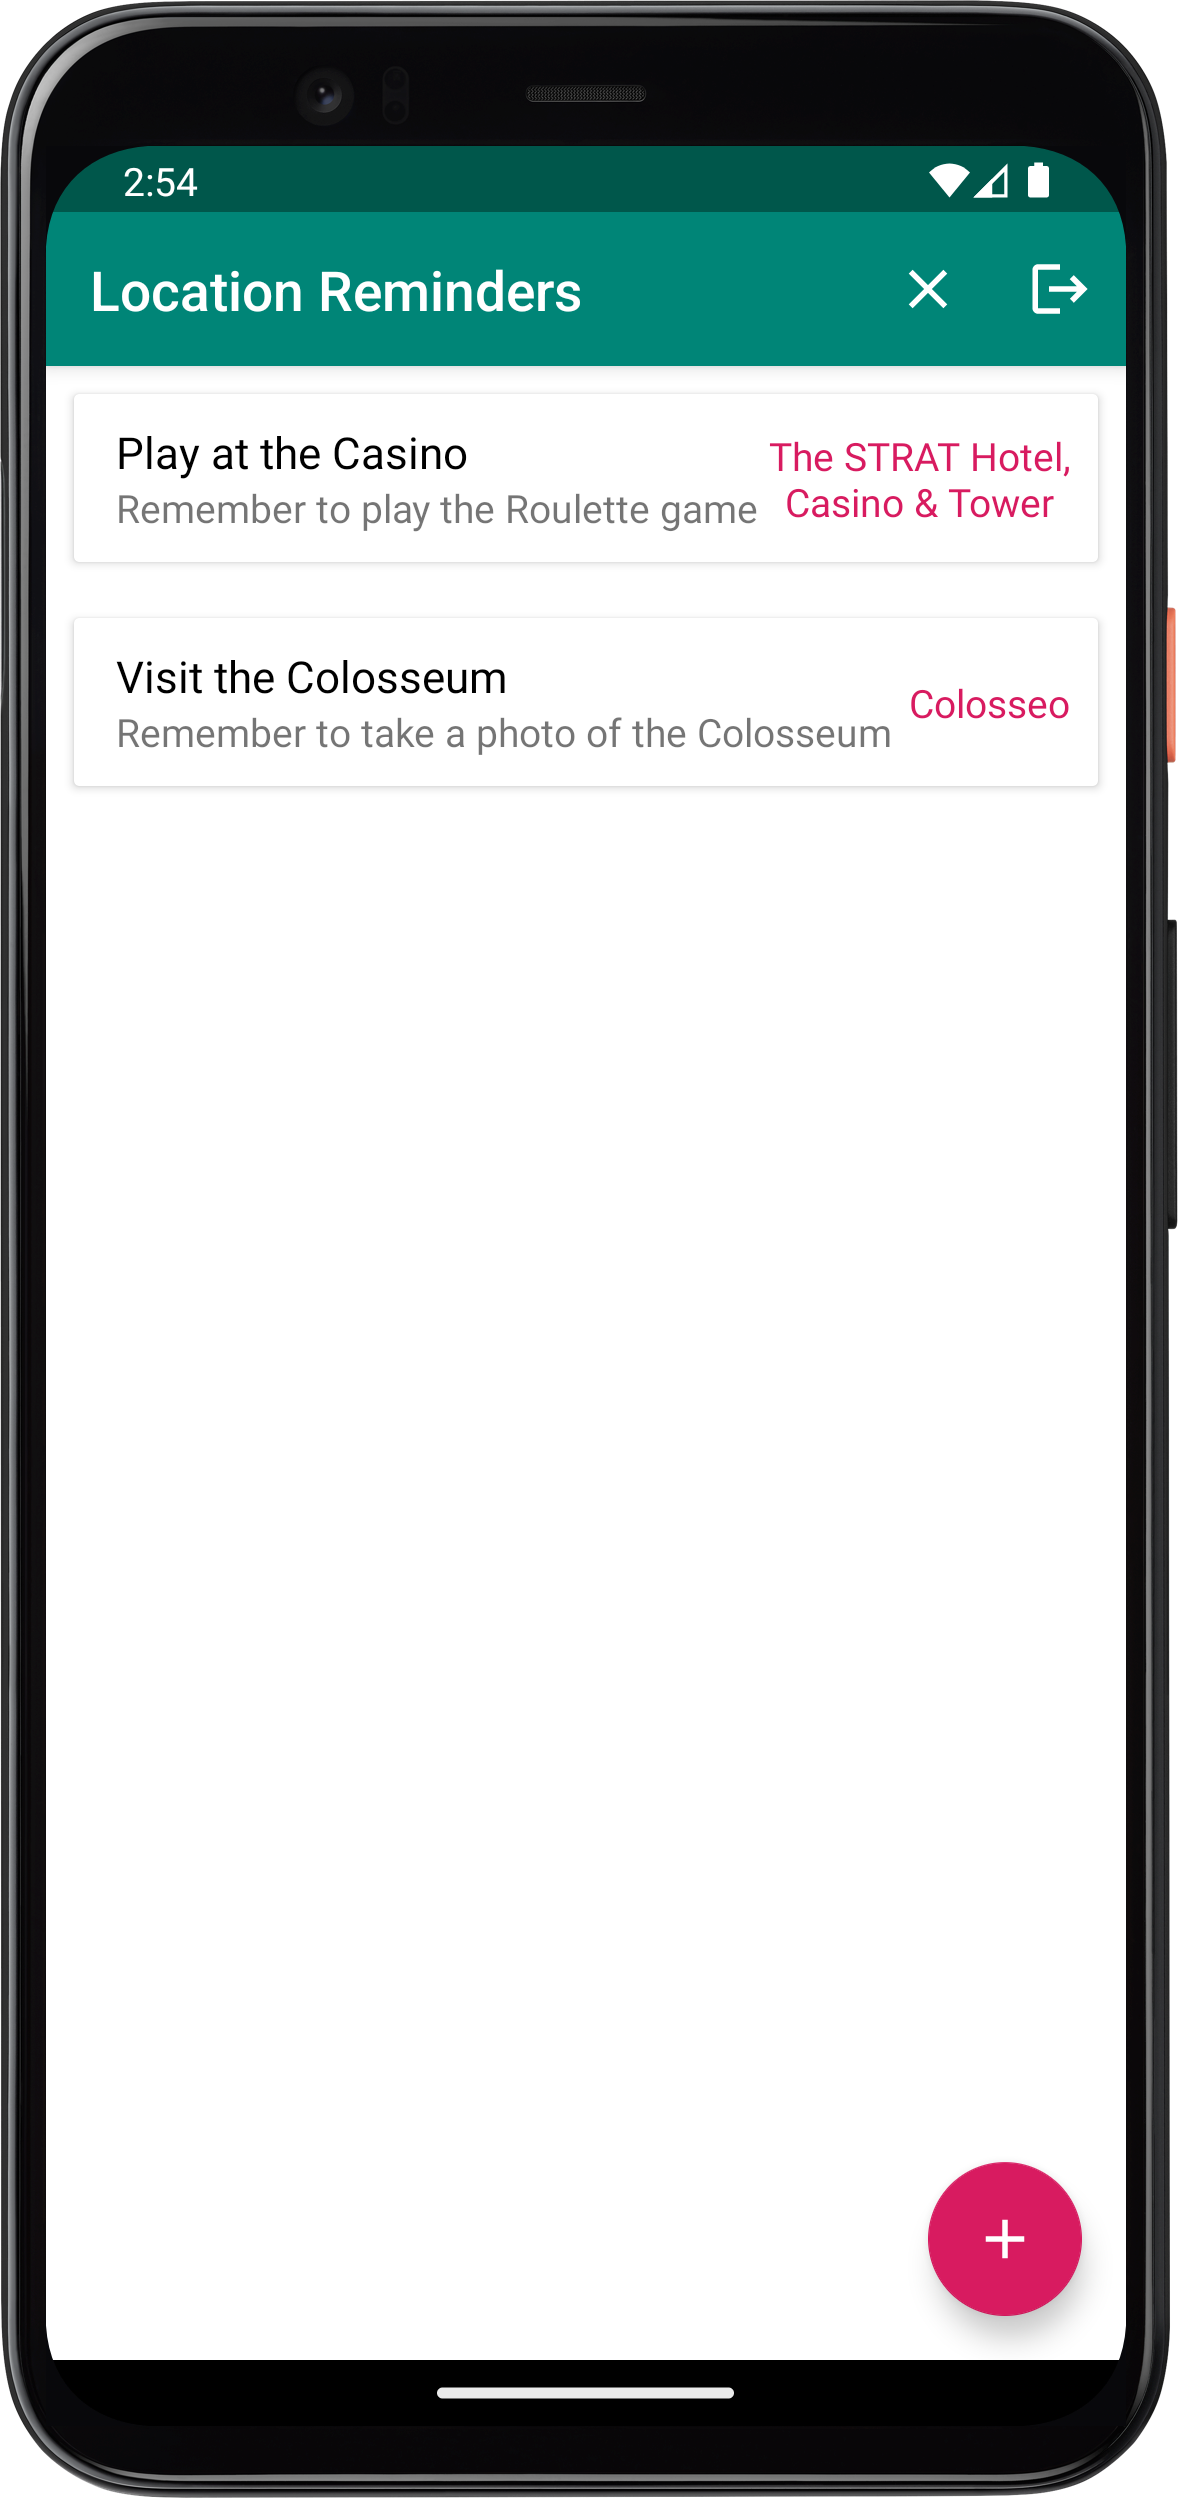 2:54
Location Reminders
Play at the Casino
Remember to play the Roulette game
The STRAT Hotel,
Casino & Tower
Visit the Colosseum
Remember to take a photo of the Colosseum
Colosseo